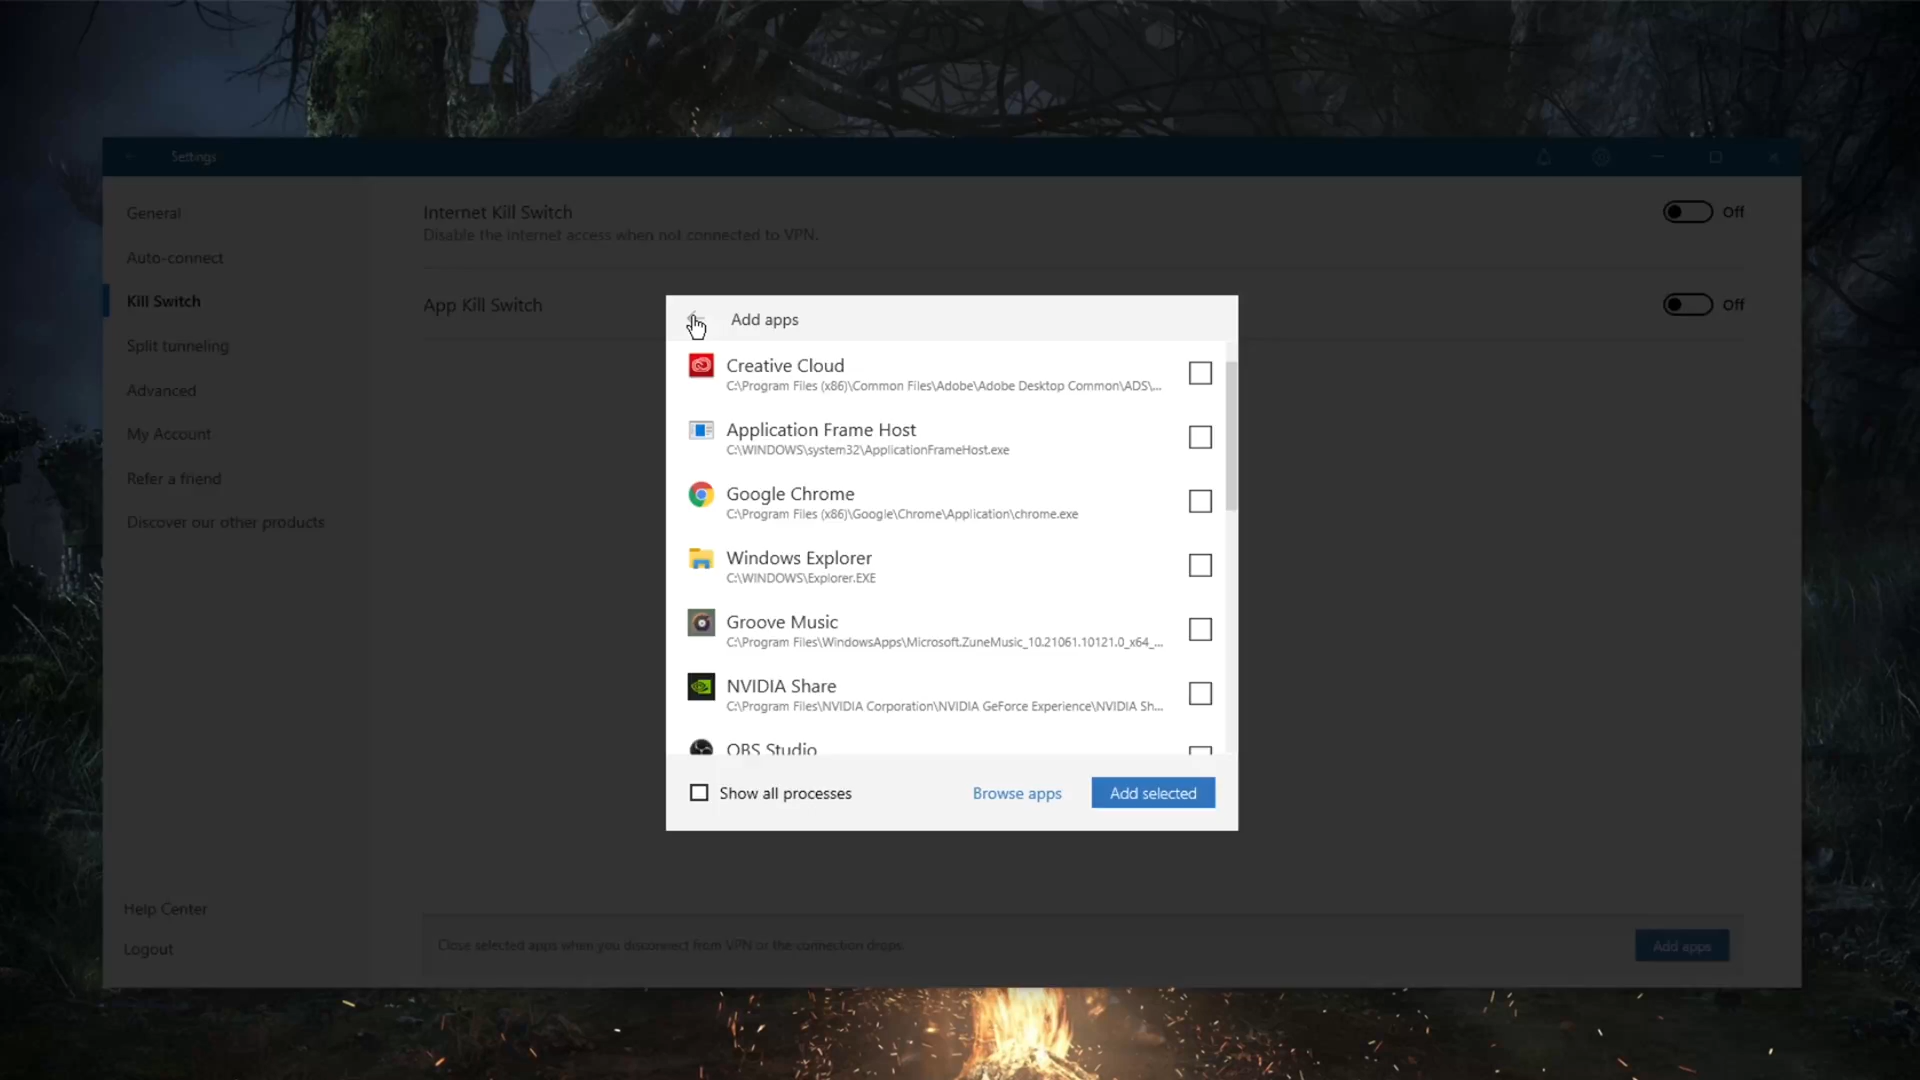 Settings
General
Auto-connect
Kill Switch
Split tunneling
Advanced
My Account
Refer a friend
Discover our other products
Help Center
Logout
Internet Kill Switch
Off
Disable the internet access when not connected to VPN.
App Kill Switch
Off
Add apps
Creative Cloud
C:\Program Files (x86)\Common Files\Adobe\Adobe Desktop Common\ADS\...
Application Frame Host
C:\WINDOWS\system32\ApplicationFrameHost.exe
Google Chrome
C:\Program Files (x86)\Google\Chrome\Application\chrome.exe
Windows Explorer
C:\WINDOWS\Explorer.EXE
Groove Music
C:\Program Files\WindowsApps\Microsoft.ZuneMusic_10.21061.10121.0_x64_...
NVIDIA Share
C:\Program Files\NVIDIA Corporation\NVIDIA GeForce Experience\NVIDIA Sh...
OBS Studio
Show all processes
Browse apps
Add selected
Close selected apps when you disconnect from VPN or the connection drops.
Add apps